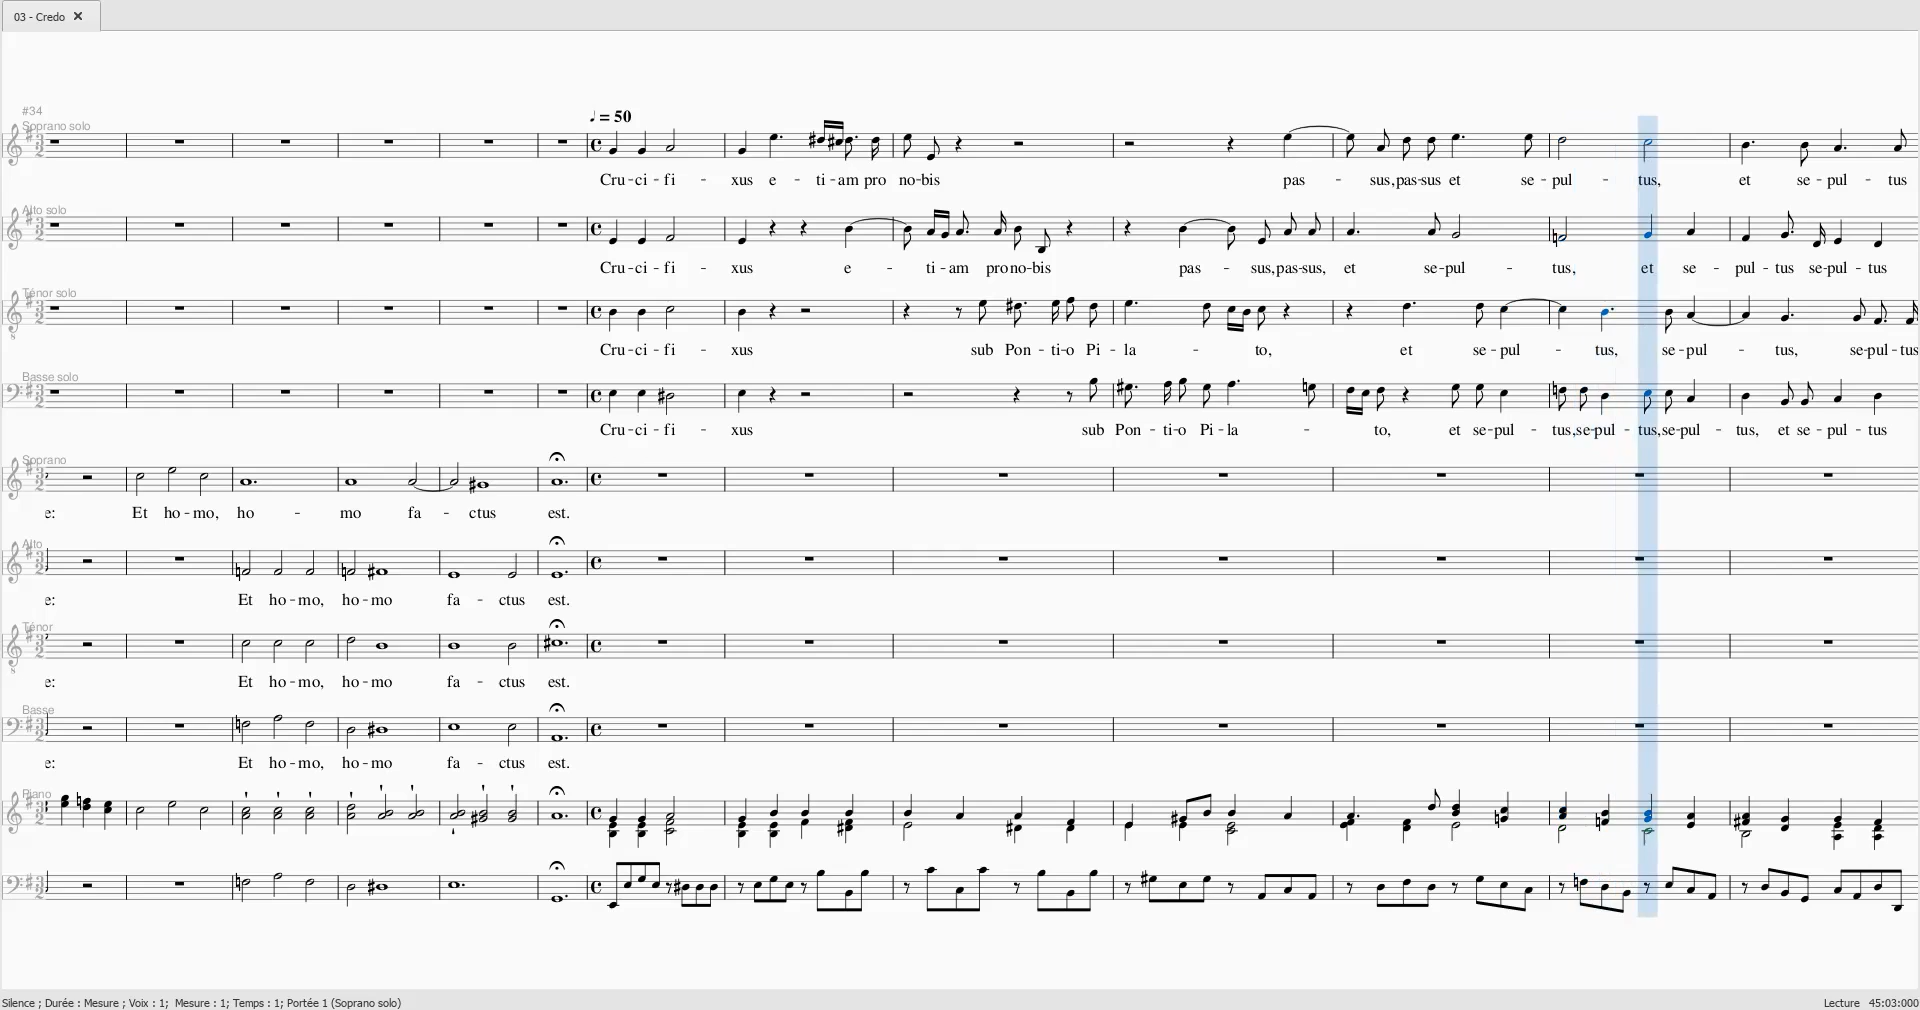 03 - Credo ✕
#34
♩ = 50
Soprano solo
Cru-ci-fi-xus e-ti-am pro no-bis pas-sus, pas-sus et se-pul-tus, et se-pul-tus
Alto solo
Cru-ci-fi-xus e-ti-am pro no-bis pas-sus, pas-sus, et se-pul-tus, et se-pul-tus se-pul-tus
Ténor solo
Cru-ci-fi-xus sub Pon-ti-o Pi-la-to, et se-pul-tus, se-pul-tus, se-pul-tus
Basse solo
Cru-ci-fi-xus sub Pon-ti-o Pi-la-to, et se-pul-tus, se-pul-tus, se-pul-tus, et se-pul-tus
Soprano
e: Et ho-mo, ho-mo fa-ctus est.
Alto
e: Et ho-mo, ho-mo fa-ctus est.
Ténor
e: Et ho-mo, ho-mo fa-ctus est.
Basse
e: Et ho-mo, ho-mo fa-ctus est.
Piano
Silence ; Durée : Mesure ; Voix : 1; Mesure : 1; Temps : 1; Portée 1 (Soprano solo) Lecture 45:03:000